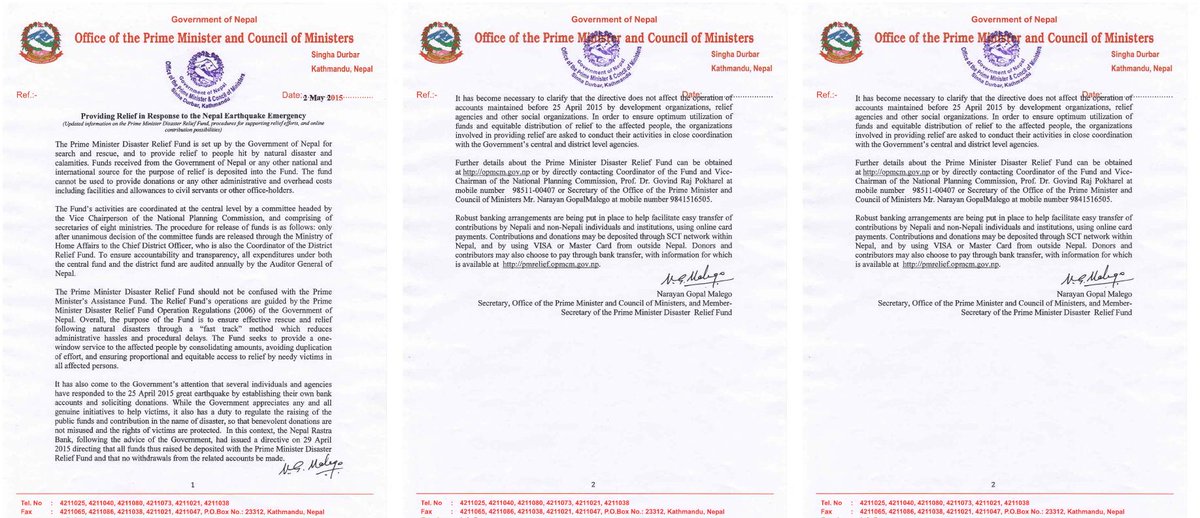 Government of Nepal
Office of the Prime Minister and Council of Ministers
Singha Durbar
Kathmandu, Nepal
Government of Nepal
Office of the Prime Minister & Council of Ministers
Singha Durbar, Kathmandu
Ref.:-
Date: 2 May 2015
Providing Relief in Response to the Nepal Earthquake Emergency
(Updated information on the Prime Minister Disaster Relief Fund, procedures for supporting relief efforts, and online
contribution possibilities)
The Prime Minister Disaster Relief Fund is set up by the Government of Nepal for
search and rescue, and to provide relief to people hit by natural disaster and
calamities. Funds received from the Government of Nepal or any other national and
international source for the purpose of relief is deposited into the Fund. The fund
cannot be used to provide donations or any other administrative and overhead costs
including facilities and allowances to civil servants or other office-holders.
The Fund's activities are coordinated at the central level by a committee headed by
the Vice Chairperson of the National Planning Commission, and comprising of
secretaries of eight ministries. The procedure for release of funds is as follows: only
after unanimous decision of the committee funds are released through the Ministry of
Home Affairs to the Chief District Officer, who is also the Coordinator of the District
Relief Fund. To ensure accountability and transparency, all expenditures under both
the central fund and the district fund are audited annually by the Auditor General of
Nepal.
The Prime Minister Disaster Relief Fund should not be confused with the Prime
Minister's Assistance Fund. The Relief Fund's operations are guided by the Prime
Minister Disaster Relief Fund Operation Regulations (2006) of the Government of
Nepal. Overall, the purpose of the Fund is to ensure effective rescue and relief
following natural disasters through a "fast track" method which reduces
administrative hassles and procedural delays. The Fund seeks to provide a one-
window service to the affected people by consolidating amounts, avoiding duplication
of effort, and ensuring proportional and equitable access to relief by needy victims in
all affected persons.
It has also come to the Government's attention that several individuals and agencies
have responded to the 25 April 2015 great earthquake by establishing their own bank
accounts and soliciting donations. While the Government appreciates any and all
genuine initiatives to help victims, it also has a duty to regulate the raising of the
public funds and contribution in the name of disaster, so that benevolent donations are
not misused and the rights of victims are protected. In this context, the Nepal Rastra
Bank, following the advice of the Government, had issued a directive on 29 April
2015 directing that all funds thus raised be deposited with the Prime Minister Disaster
Relief Fund and that no withdrawals from the related accounts be made.
N.G. Malego
1
Tel. No : 4211025, 4211040, 4211080, 4211073, 4211021, 4211038
Fax : 4211065, 4211086, 4211038, 4211021, 4211047, P.O.Box No.: 23312, Kathmandu, Nepal
Government of Nepal
Office of the Prime Minister and Council of Ministers
Singha Durbar
Kathmandu, Nepal
Government of Nepal
Office of the Prime Minister & Council of Ministers
Singha Durbar, Kathmandu
Ref.:-
Date:
It has become necessary to clarify that the directive does not affect the operation of
accounts maintained before 25 April 2015 by development organizations, relief
agencies and other social organizations. In order to ensure optimum utilization of
funds and equitable distribution of relief to the affected people, the organizations
involved in providing relief are asked to conduct their activities in close coordination
with the Government's central and district level agencies.
Further details about the Prime Minister Disaster Relief Fund can be obtained
at http://opmcm.gov.np or by directly contacting Coordinator of the Fund and Vice-
Chairman of the National Planning Commission, Prof. Dr. Govind Raj Pokharel at
mobile number 98511-00407 or Secretary of the Office of the Prime Minister and
Council of Ministers Mr. Narayan GopalMalego at mobile number 9841516505.
Robust banking arrangements are being put in place to help facilitate easy transfer of
contributions by Nepali and non-Nepali individuals and institutions, using online card
payments. Contributions and donations may be deposited through SCT network within
Nepal, and by using VISA or Master Card from outside Nepal. Donors and
contributors may also choose to pay through bank transfer, with information for which
is available at http://pmrelief.opmcm.gov.np.
N.G. Malego
Narayan Gopal Malego
Secretary, Office of the Prime Minister and Council of Ministers, and Member-
Secretary of the Prime Minister Disaster Relief Fund
2
Tel. No : 4211025, 4211040, 4211080, 4211073, 4211021, 4211038
Fax : 4211065, 4211086, 4211038, 4211021, 4211047, P.O.Box No.: 23312, Kathmandu, Nepal
Government of Nepal
Office of the Prime Minister and Council of Ministers
Singha Durbar
Kathmandu, Nepal
Government of Nepal
Office of the Prime Minister & Council of Ministers
Singha Durbar, Kathmandu
Ref.:-
Date:
It has become necessary to clarify that the directive does not affect the operation of
accounts maintained before 25 April 2015 by development organizations, relief
agencies and other social organizations. In order to ensure optimum utilization of
funds and equitable distribution of relief to the affected people, the organizations
involved in providing relief are asked to conduct their activities in close coordination
with the Government's central and district level agencies.
Further details about the Prime Minister Disaster Relief Fund can be obtained
at http://opmcm.gov.np or by directly contacting Coordinator of the Fund and Vice-
Chairman of the National Planning Commission, Prof. Dr. Govind Raj Pokharel at
mobile number 98511-00407 or Secretary of the Office of the Prime Minister and
Council of Ministers Mr. Narayan GopalMalego at mobile number 9841516505.
Robust banking arrangements are being put in place to help facilitate easy transfer of
contributions by Nepali and non-Nepali individuals and institutions, using online card
payments. Contributions and donations may be deposited through SCT network within
Nepal, and by using VISA or Master Card from outside Nepal. Donors and
contributors may also choose to pay through bank transfer, with information for which
is available at http://pmrelief.opmcm.gov.np.
N.G. Malego
Narayan Gopal Malego
Secretary, Office of the Prime Minister and Council of Ministers, and Member-
Secretary of the Prime Minister Disaster Relief Fund
2
Tel. No : 4211025, 4211040, 4211080, 4211073, 4211021, 4211038
Fax : 4211065, 4211086, 4211038, 4211021, 4211047, P.O.Box No.: 23312, Kathmandu, Nepal